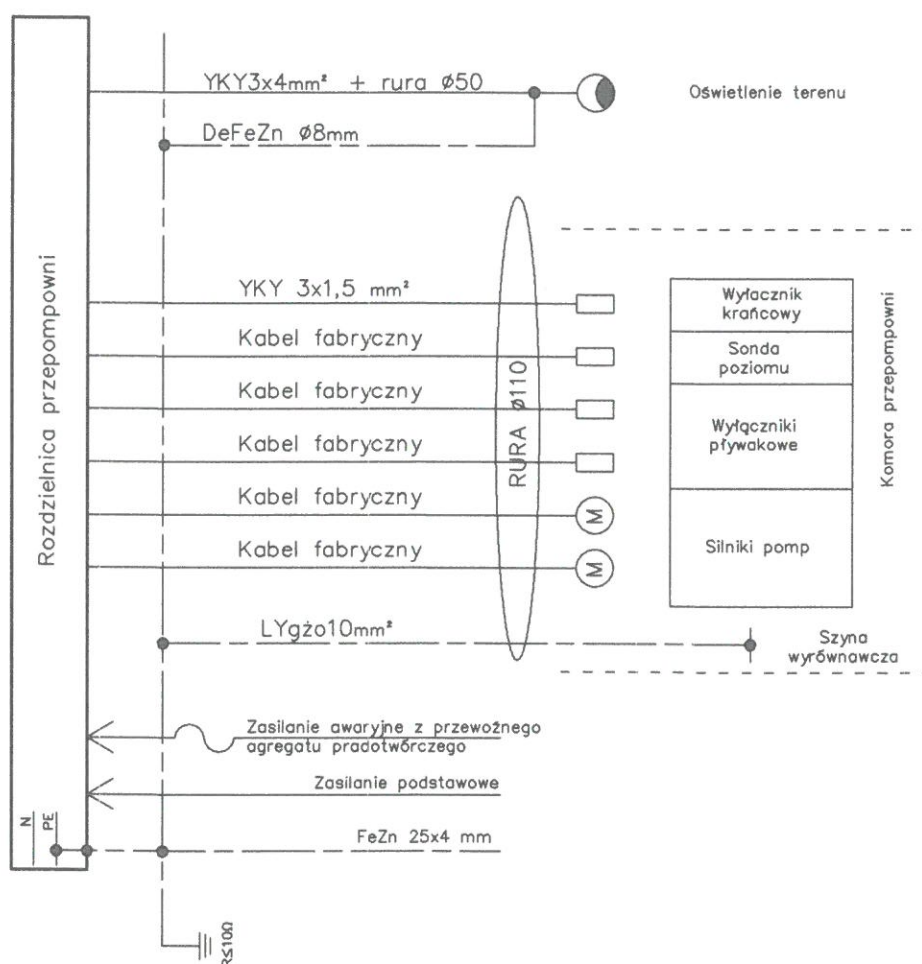 Rozdzielnica przepompowni
YKY3x4mm² + rura ø50
Oświetlenie terenu
DeFeZn ø8mm
YKY 3x1,5 mm²
Kabel fabryczny
Kabel fabryczny
Kabel fabryczny
Kabel fabryczny
Kabel fabryczny
RURA ø110
M
M
Wyłacznik
krańcowy
Sonda
poziomu
Wyłączniki
pływakowe
Silniki pomp
Komora przepompowni
LYgżo10mm²
Szyna
wyrównawcza
Zasilanie awaryjne z przewoźnego
agregatu pradotwórczego
Zasilanie podstawowe
N
PE
FeZn 25x4 mm
R≤10Ω